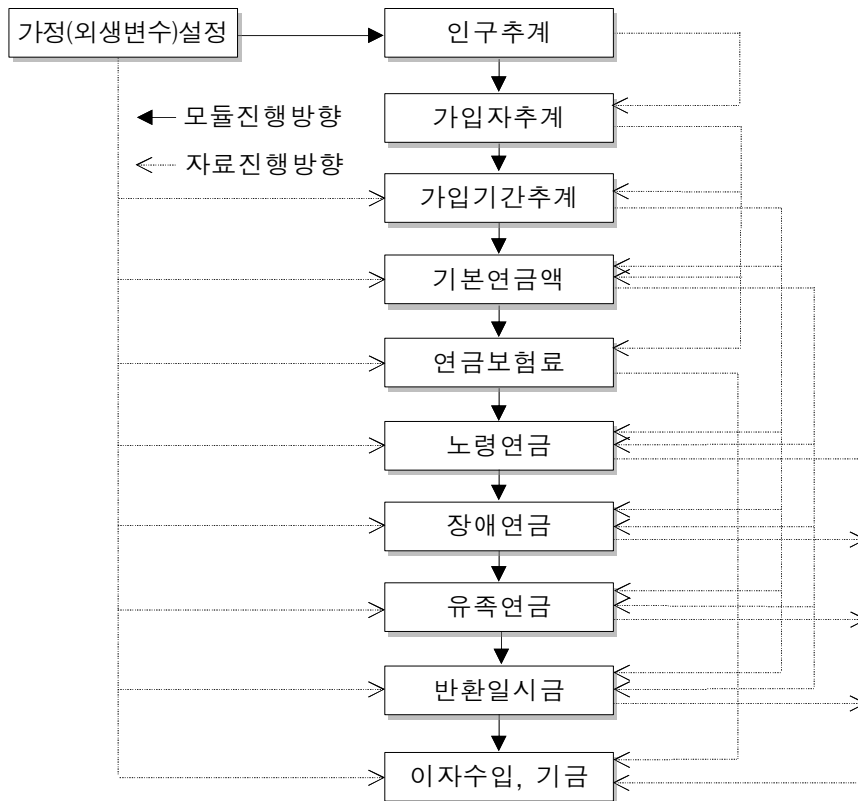 가정(외생변수)설정
인구추계
모듈진행방향
자료진행방향
가입자추계
가입기간추계
기본연금액
연금보험료
노령연금
장애연금
유족연금
반환일시금
이자수입, 기금